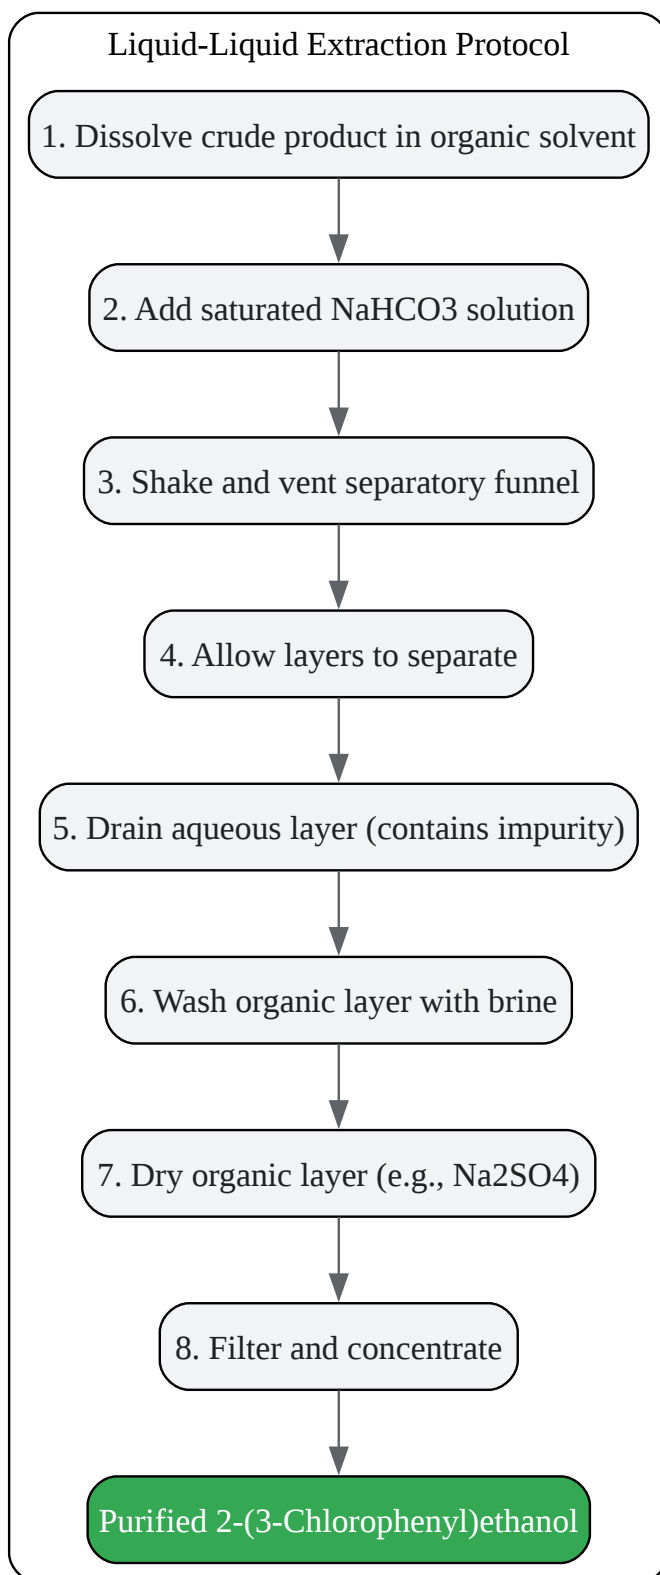 Liquid-Liquid Extraction Protocol
1. Dissolve crude product in organic solvent
2. Add saturated NaHCO3 solution
3. Shake and vent separatory funnel
4. Allow layers to separate
5. Drain aqueous layer (contains impurity)
6. Wash organic layer with brine
7. Dry organic layer (e.g., Na2SO4)
8. Filter and concentrate
Purified 2-(3-Chlorophenyl)ethanol